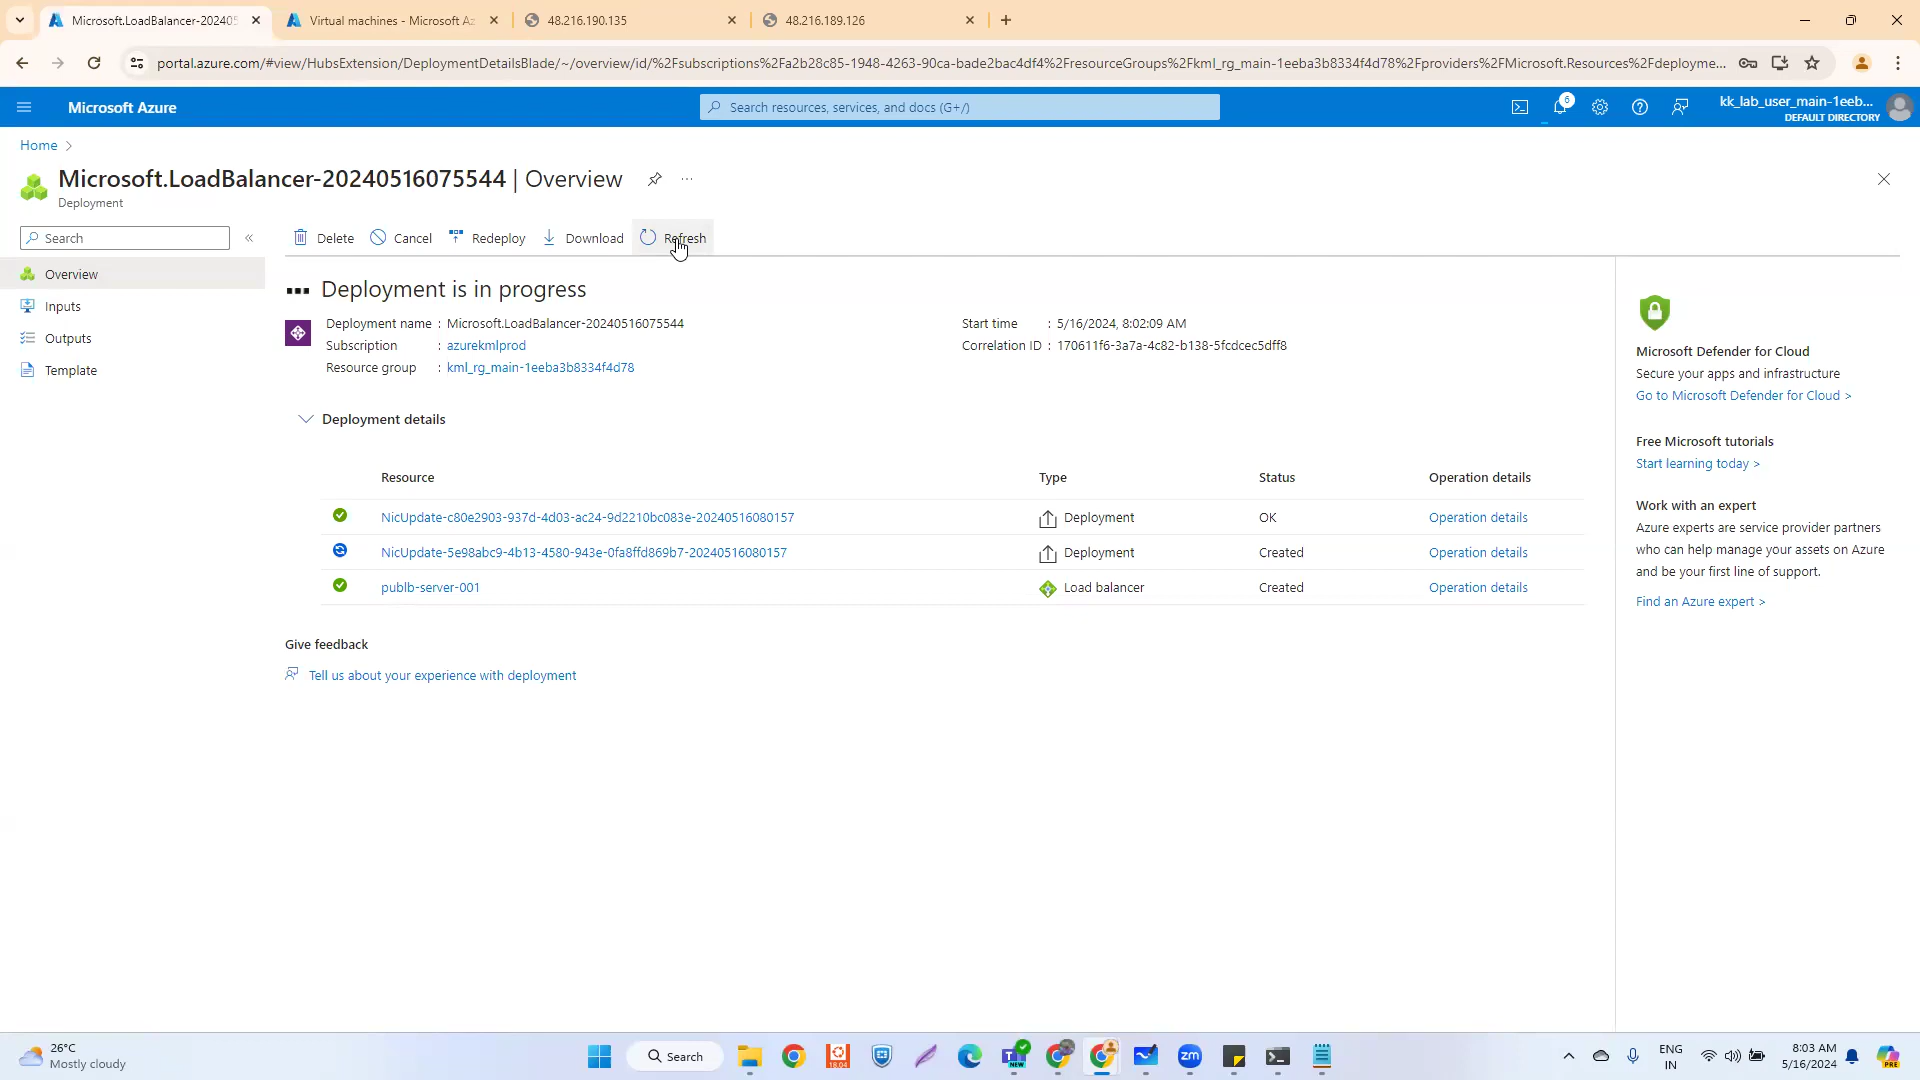 Microsoft.LoadBalancer-202405
Virtual machines - Microsoft Az
48.216.190.135
48.216.189.126
portal.azure.com/#view/HubsExtension/DeploymentDetailsBlade/~/overview/id/%2Fsubscriptions%2Fa2b28c85-1948-4263-90ca-bade2bac4df4%2FresourceGroups%2Fkml_rg_main-1eeba3b8334f4d78%2Fproviders%2FMicrosoft.Resources%2Fdeployme...
Microsoft Azure
Search resources, services, and docs (G+/)
6
kk_lab_user_main-1eeb...
DEFAULT DIRECTORY
Home
Microsoft.LoadBalancer-20240516075544 | Overview
Deployment
Search
Delete
Cancel
Redeploy
Download
Refresh
Overview
Inputs
Outputs
Template
Deployment is in progress
Deployment name : Microsoft.LoadBalancer-20240516075544
Subscription : azurekmlprod
Resource group : kml_rg_main-1eeba3b8334f4d78
Start time : 5/16/2024, 8:02:09 AM
Correlation ID : 170611f6-3a7a-4c82-b138-5fcdcec5dff8
Deployment details
Resource Type Status Operation details
NicUpdate-c80e2903-937d-4d03-ac24-9d2210bc083e-20240516080157 Deployment OK Operation details
NicUpdate-5e98abc9-4b13-4580-943e-0fa8ffd869b7-20240516080157 Deployment Created Operation details
publb-server-001 Load balancer Created Operation details
Give feedback
Tell us about your experience with deployment
Microsoft Defender for Cloud
Secure your apps and infrastructure
Go to Microsoft Defender for Cloud >
Free Microsoft tutorials
Start learning today >
Work with an expert
Azure experts are service provider partners
who can help manage your assets on Azure
and be your first line of support.
Find an Azure expert >
26°C
Mostly cloudy
Search
18.04
NEW
zm
ENG
IN
8:03 AM
5/16/2024
PRE